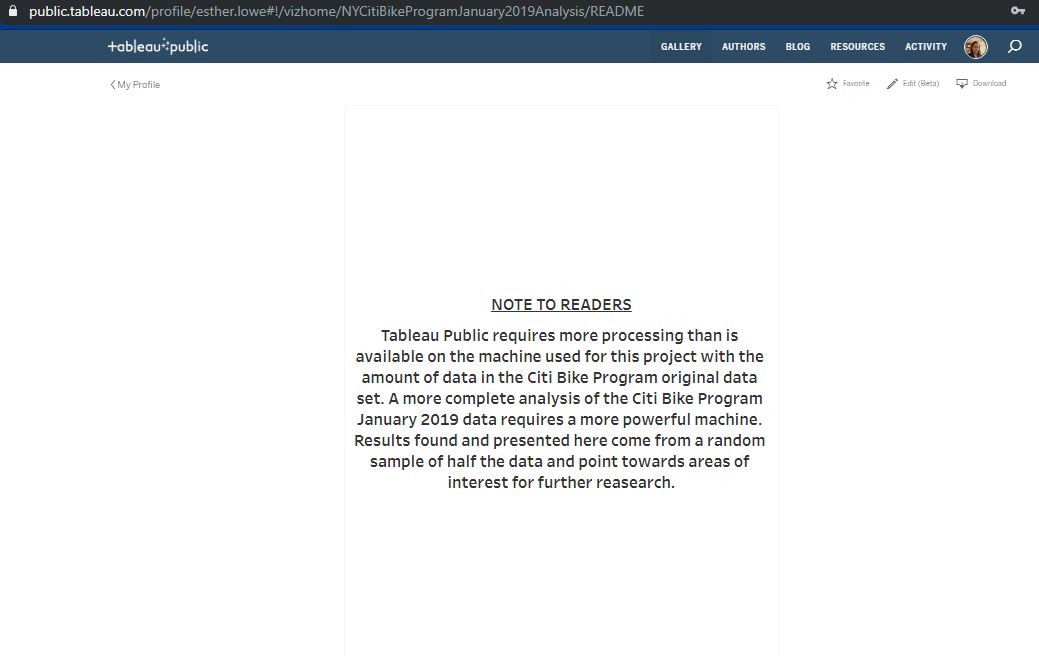 public.tableau.com/profile/esther.lowe#!/vizhome/NYCitiBikeProgramJanuary2019Analysis/README
+ableau public GALLERY AUTHORS BLOG RESOURCES ACTIVITY
My Profile Favorite Edit (Beta) Download
NOTE TO READERS
Tableau Public requires more processing than is
available on the machine used for this project with the
amount of data in the Citi Bike Program original data
set. A more complete analysis of the Citi Bike Program
January 2019 data requires a more powerful machine.
Results found and presented here come from a random
sample of half the data and point towards areas of
interest for further reasearch.